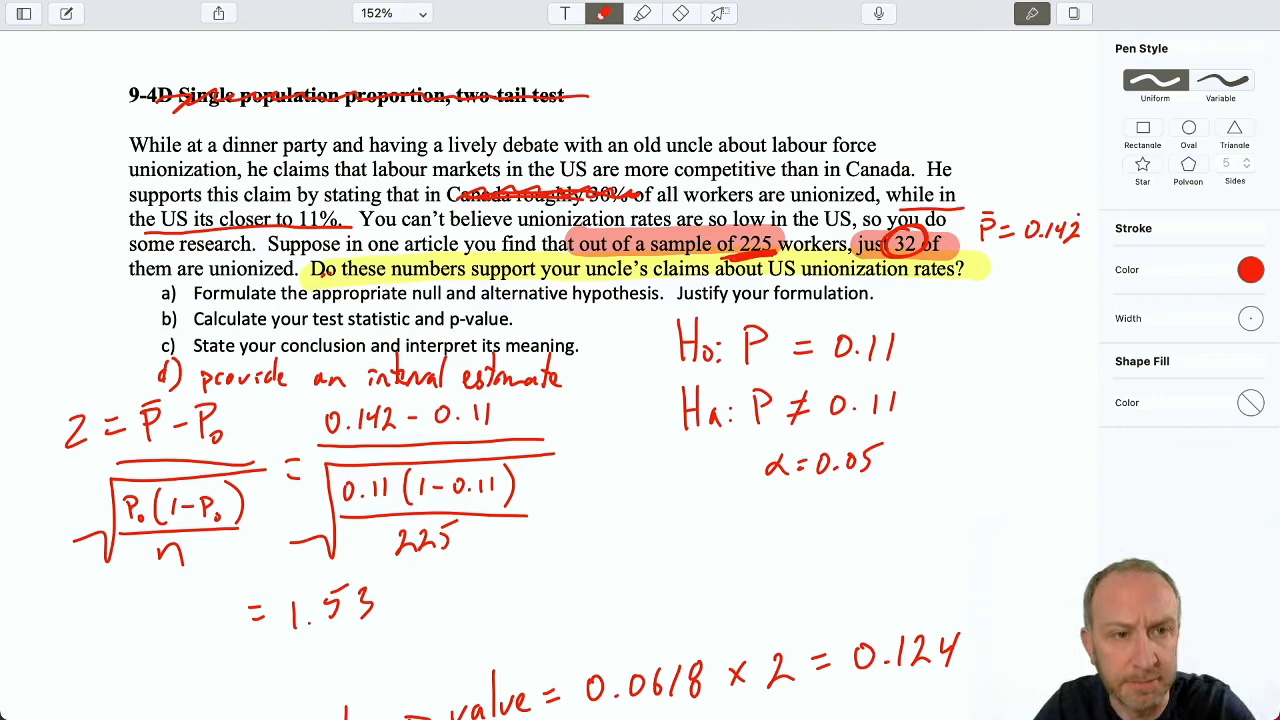 152%
T
Pen Style
Uniform
Variable
Rectangle
Oval
Triangle
Star
Polygon
5
Sides
Stroke
Color
Width
Shape Fill
Color
9-4D Single population proportion, two-tail test
While at a dinner party and having a lively debate with an old uncle about labour force
unionization, he claims that labour markets in the US are more competitive than in Canada. He
supports this claim by stating that in Canada roughly 30% of all workers are unionized, while in
the US its closer to 11%. You can't believe unionization rates are so low in the US, so you do
some research. Suppose in one article you find that out of a sample of 225 workers, just 32 of
them are unionized. Do these numbers support your uncle's claims about US unionization rates?
p̄ = 0.142
a) Formulate the appropriate null and alternative hypothesis. Justify your formulation.
b) Calculate your test statistic and p-value.
c) State your conclusion and interpret its meaning.
d) provide an interval estimate
Ho: P = 0.11
Ha: P ≠ 0.11
α = 0.05
Z = P̄ - P₀ = 0.142 - 0.11
P₀(1-P₀) 0.11(1-0.11)
n 225
= 1.53
value = 0.0618 x 2 = 0.124